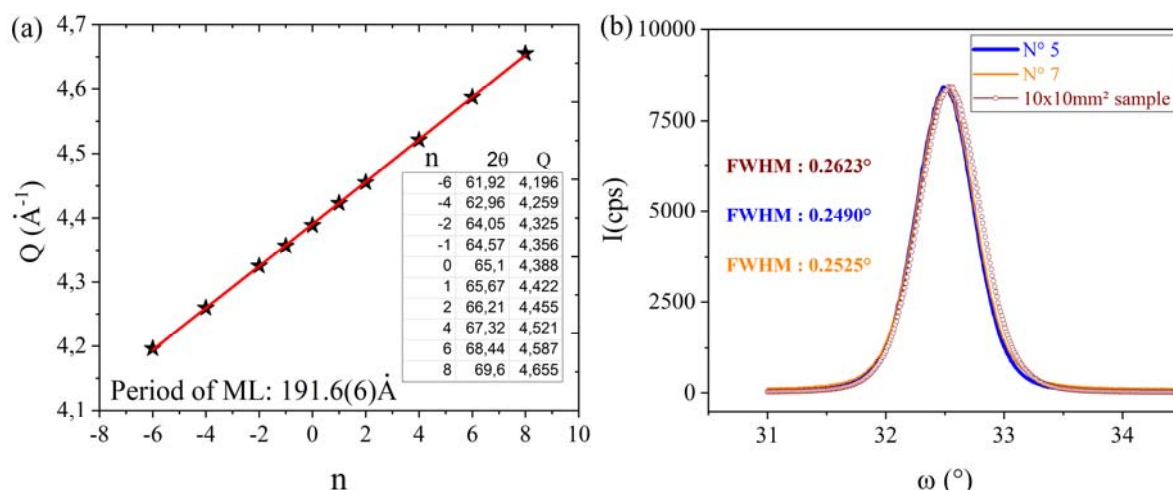 (a)
4,7
4,6
4,5
4,4
4,3
4,2
4,1
Q (Å⁻¹)
n 2θ Q
-6 61,92 4,196
-4 62,96 4,259
-2 64,05 4,325
-1 64,57 4,356
0 65,1 4,388
1 65,67 4,422
2 66,21 4,455
4 67,32 4,521
6 68,44 4,587
8 69,6 4,655
Period of ML: 191.6(6)Å
-8 -6 -4 -2 0 2 4 6 8 10
n
(b)
10000
7500
5000
2500
0
I(cps)
N° 5
N° 7
10x10mm² sample
FWHM : 0.2623°
FWHM : 0.2490°
FWHM : 0.2525°
31 32 33 34
ω (°)